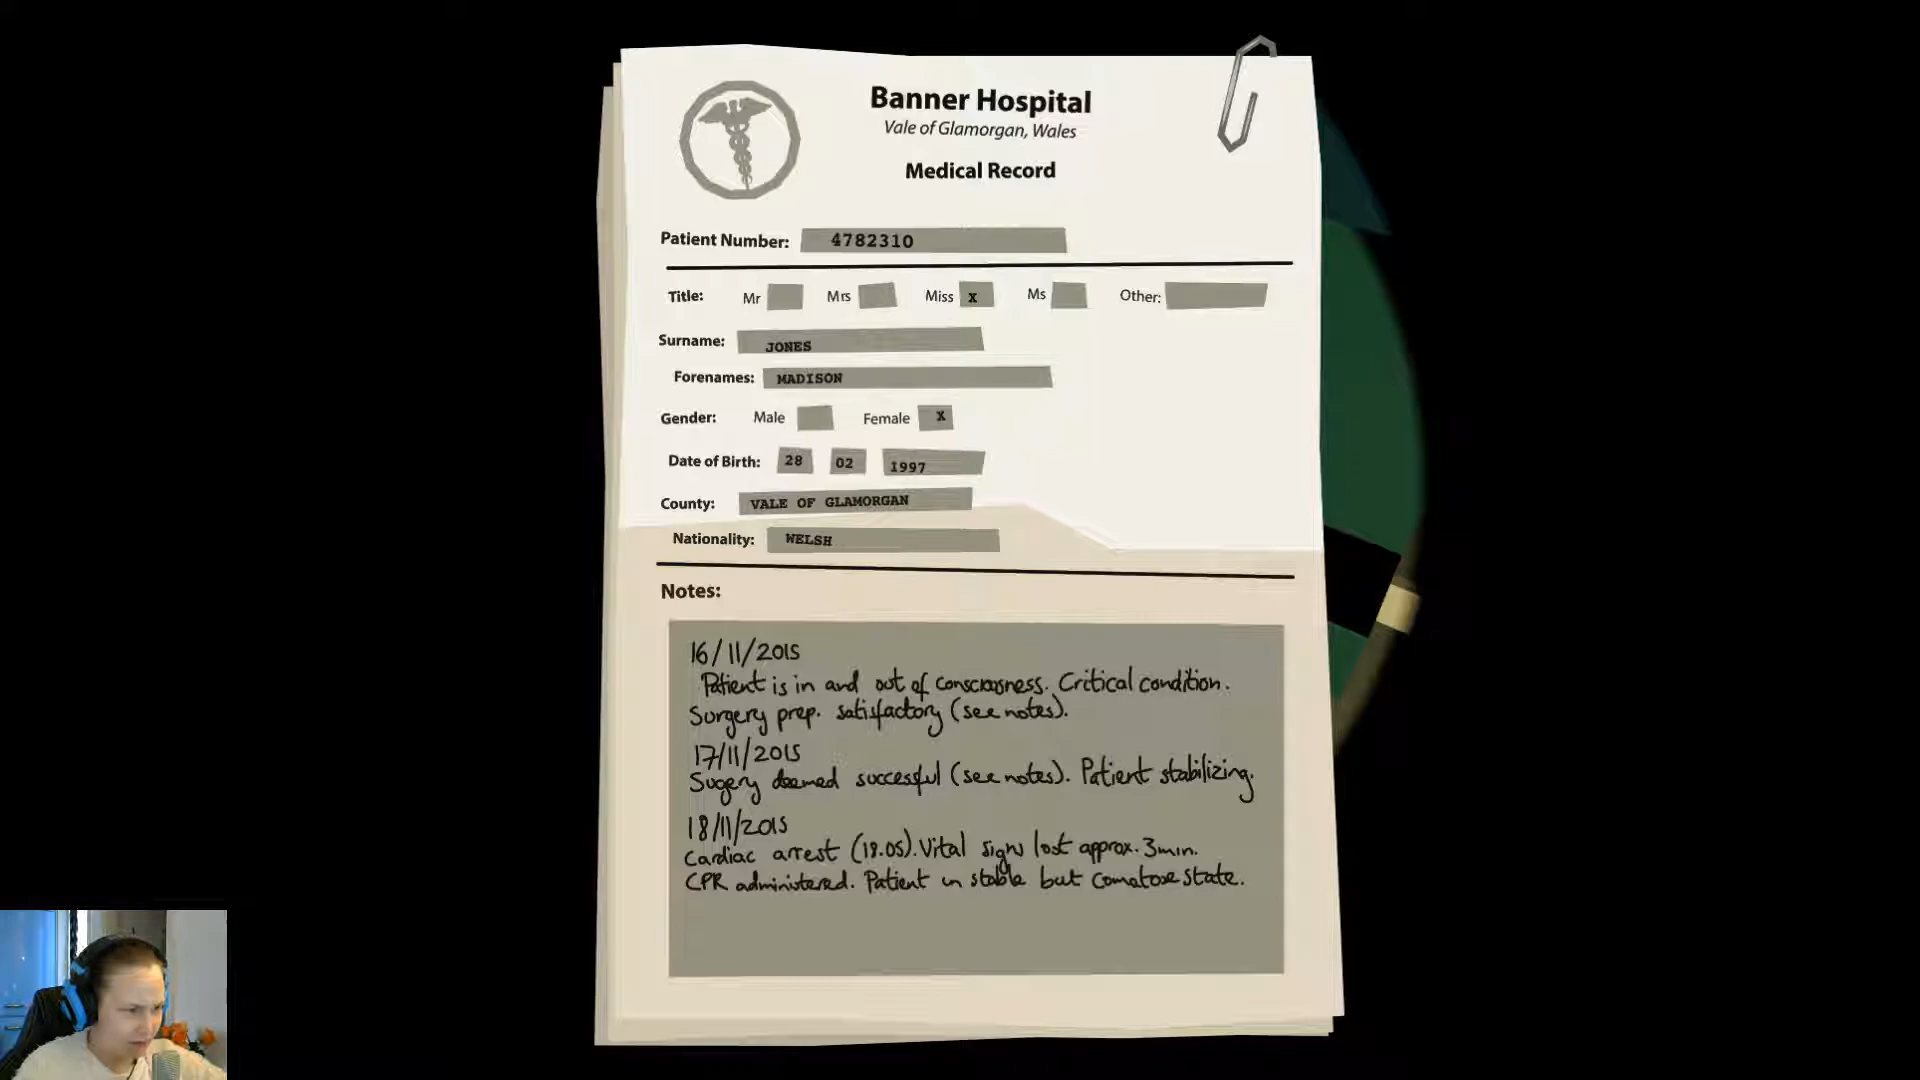 Banner Hospital
Vale of Glamorgan, Wales
Medical Record
Patient Number: 4782310
Title: Mr Mrs Miss x Ms Other:
Surname: JONES
Forenames: MADISON
Gender: Male Female X
Date of Birth: 28 02 1997
County: VALE OF GLAMORGAN
Nationality: WELSH
Notes:
16/11/2015
Patient is in and out of consciousness. Critical condition.
Surgery prep. satisfactory (see notes).
17/11/2015
Sugery deemed succesful (see notes). Patient stabilizing.
18/11/2015
Cardiac arrest (18.05). Vital signs lost approx. 3min.
CPR administered. Patient in stable but comatose state.